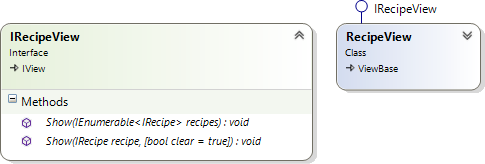 IRecipeView
Interface
IView
Methods
Show(IEnumerable<IRecipe> recipes) : void
Show(IRecipe recipe, [bool clear = true]) : void
IRecipeView
RecipeView
Class
ViewBase